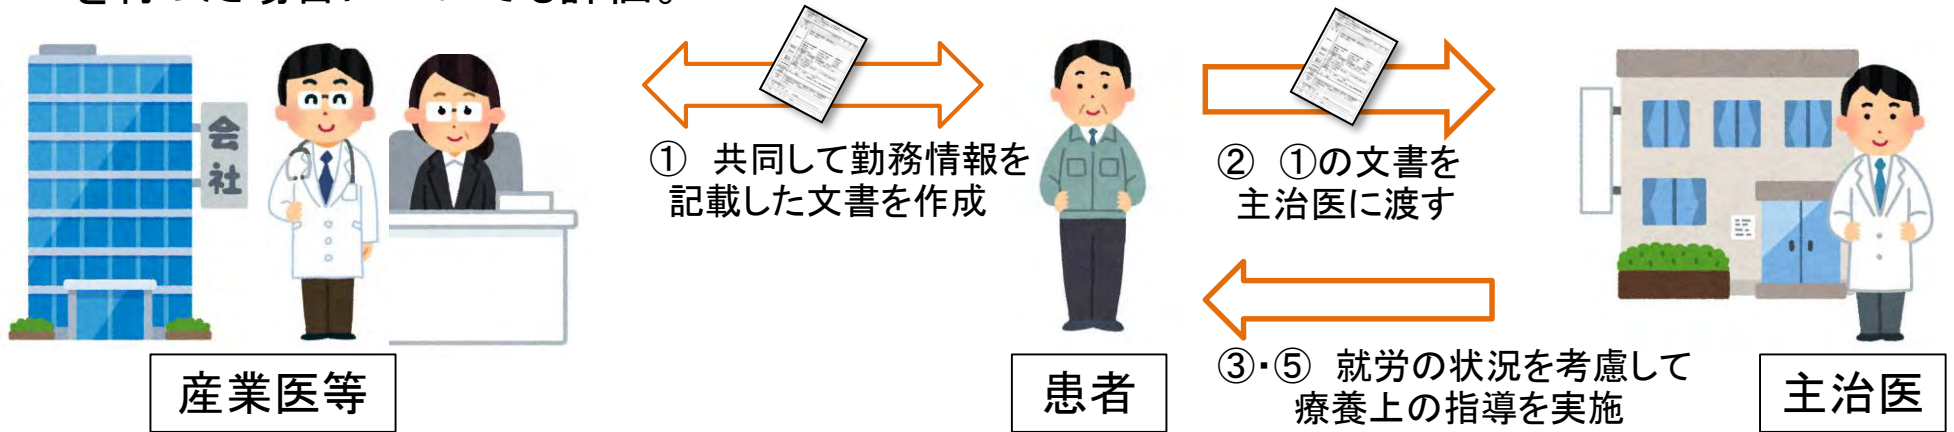 会社
① 共同して勤務情報を
記載した文書を作成
② ①の文書を
主治医に渡す
③・⑤ 就労の状況を考慮して
療養上の指導を実施
産業医等
患者
主治医